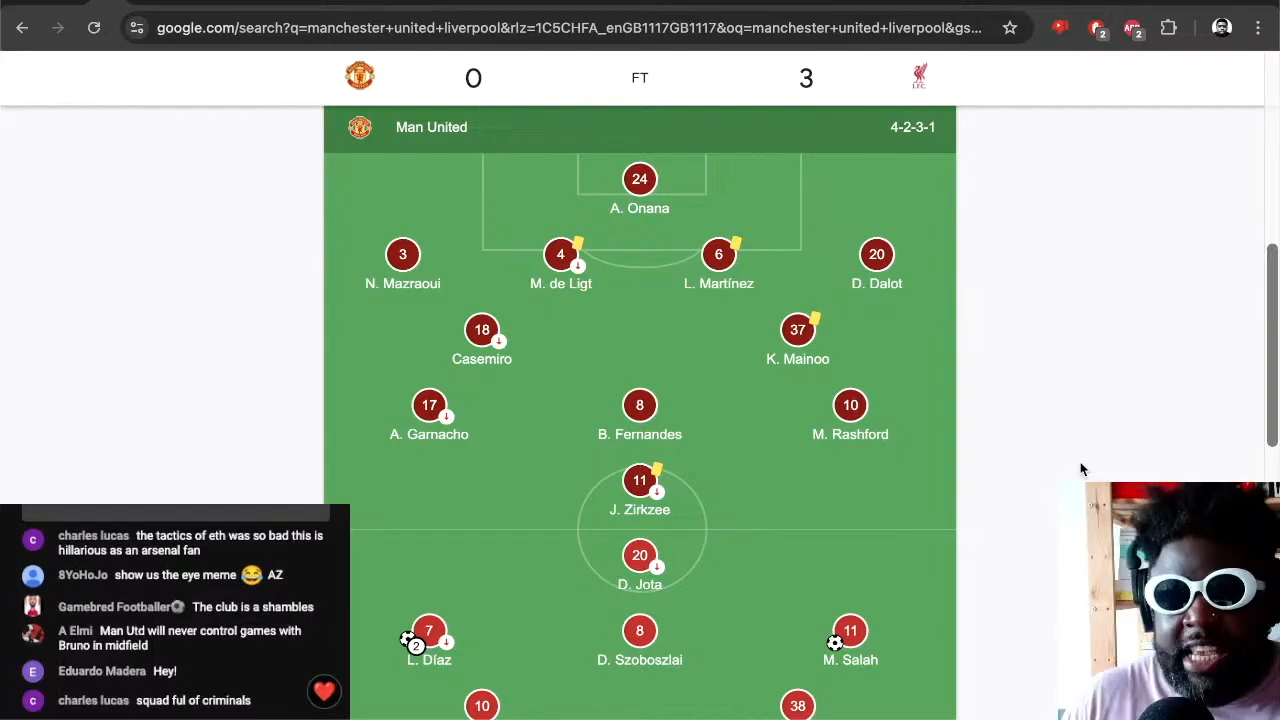 google.com/search?q=manchester+united+liverpool&rlz=1C5CHFA_enGB1117GB1117&oq=manchester+united+liverpool&gs...
2
2
0 FT 3
L.F.C.
Man United 4-2-3-1
24
A. Onana
3 4 6 20
N. Mazraoui M. de Ligt L. Martínez D. Dalot
18 37
Casemiro K. Mainoo
17 8 10
A. Garnacho B. Fernandes M. Rashford
11
J. Zirkzee
20
D. Jota
7 8 11
2
L. Díaz D. Szoboszlai M. Salah
10 38
charles lucas the tactics of eth was so bad this is
hillarious as an arsenal fan
8YoHoJo show us the eye meme 😂 AZ
Gamebred Footballer The club is a shambles
A Elmi Man Utd will never control games with
Bruno in midfield
E Eduardo Madera Hey!
c charles lucas squad ful of criminals